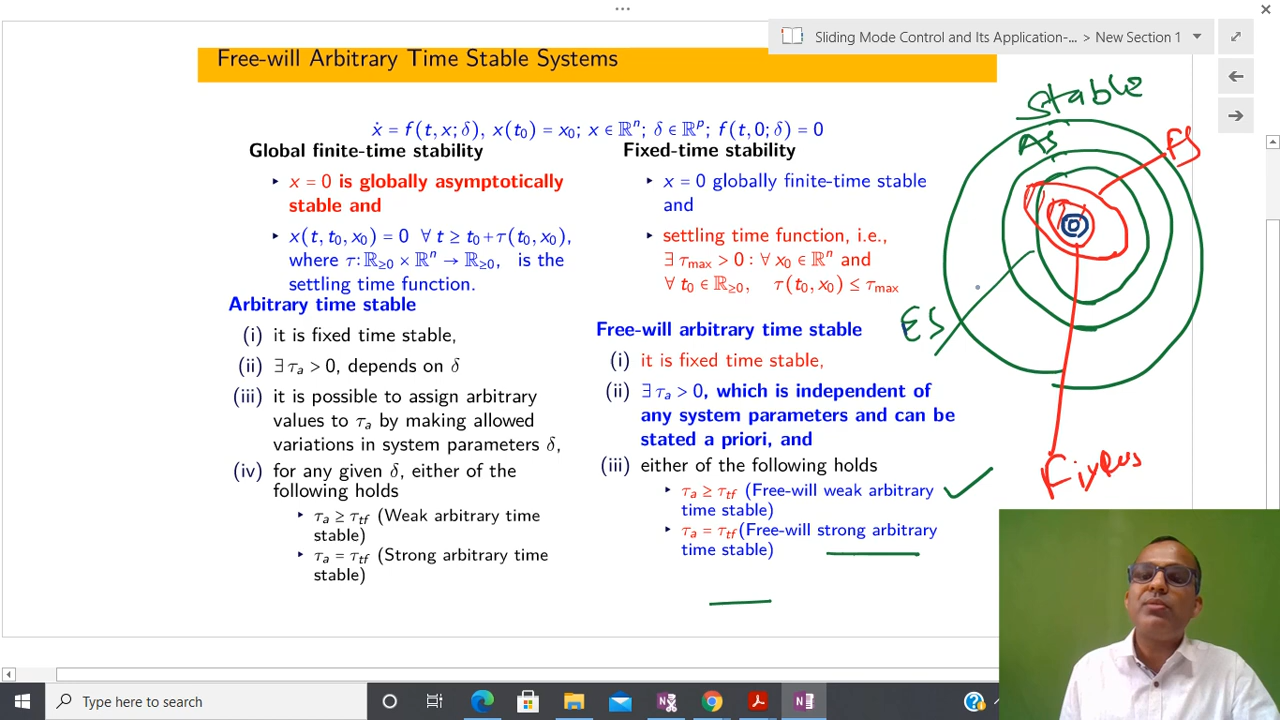 Sliding Mode Control and Its Application-... > New Section 1
Free-will Arbitrary Time Stable Systems
ẋ = f(t, x; δ), x(t₀) = x₀; x ∈ ℝⁿ; δ ∈ ℝᵖ; f(t, 0; δ) = 0
Global finite-time stability
x = 0 is globally asymptotically
stable and
x(t, t₀, x₀) = 0 ∀ t ≥ t₀ + τ(t₀, x₀),
where τ: ℝ≥0 × ℝⁿ → ℝ≥0, is the
settling time function.
Arbitrary time stable
(i) it is fixed time stable,
(ii) ∃ τₐ > 0, depends on δ
(iii) it is possible to assign arbitrary
values to τₐ by making allowed
variations in system parameters δ,
(iv) for any given δ, either of the
following holds
τₐ ≥ τ_tf (Weak arbitrary time
stable)
τₐ = τ_tf (Strong arbitrary time
stable)
Fixed-time stability
x = 0 globally finite-time stable
and
settling time function, i.e.,
∃ τmax > 0 : ∀ x₀ ∈ ℝⁿ and
∀ t₀ ∈ ℝ≥0, τ(t₀, x₀) ≤ τmax
Free-will arbitrary time stable
(i) it is fixed time stable,
(ii) ∃ τₐ > 0, which is independent of
any system parameters and can be
stated a priori, and
(iii) either of the following holds
τₐ ≥ τ_tf (Free-will weak arbitrary
time stable)
τₐ = τ_tf (Free-will strong arbitrary
time stable)
Stable
AS
FS
ES
Type here to search